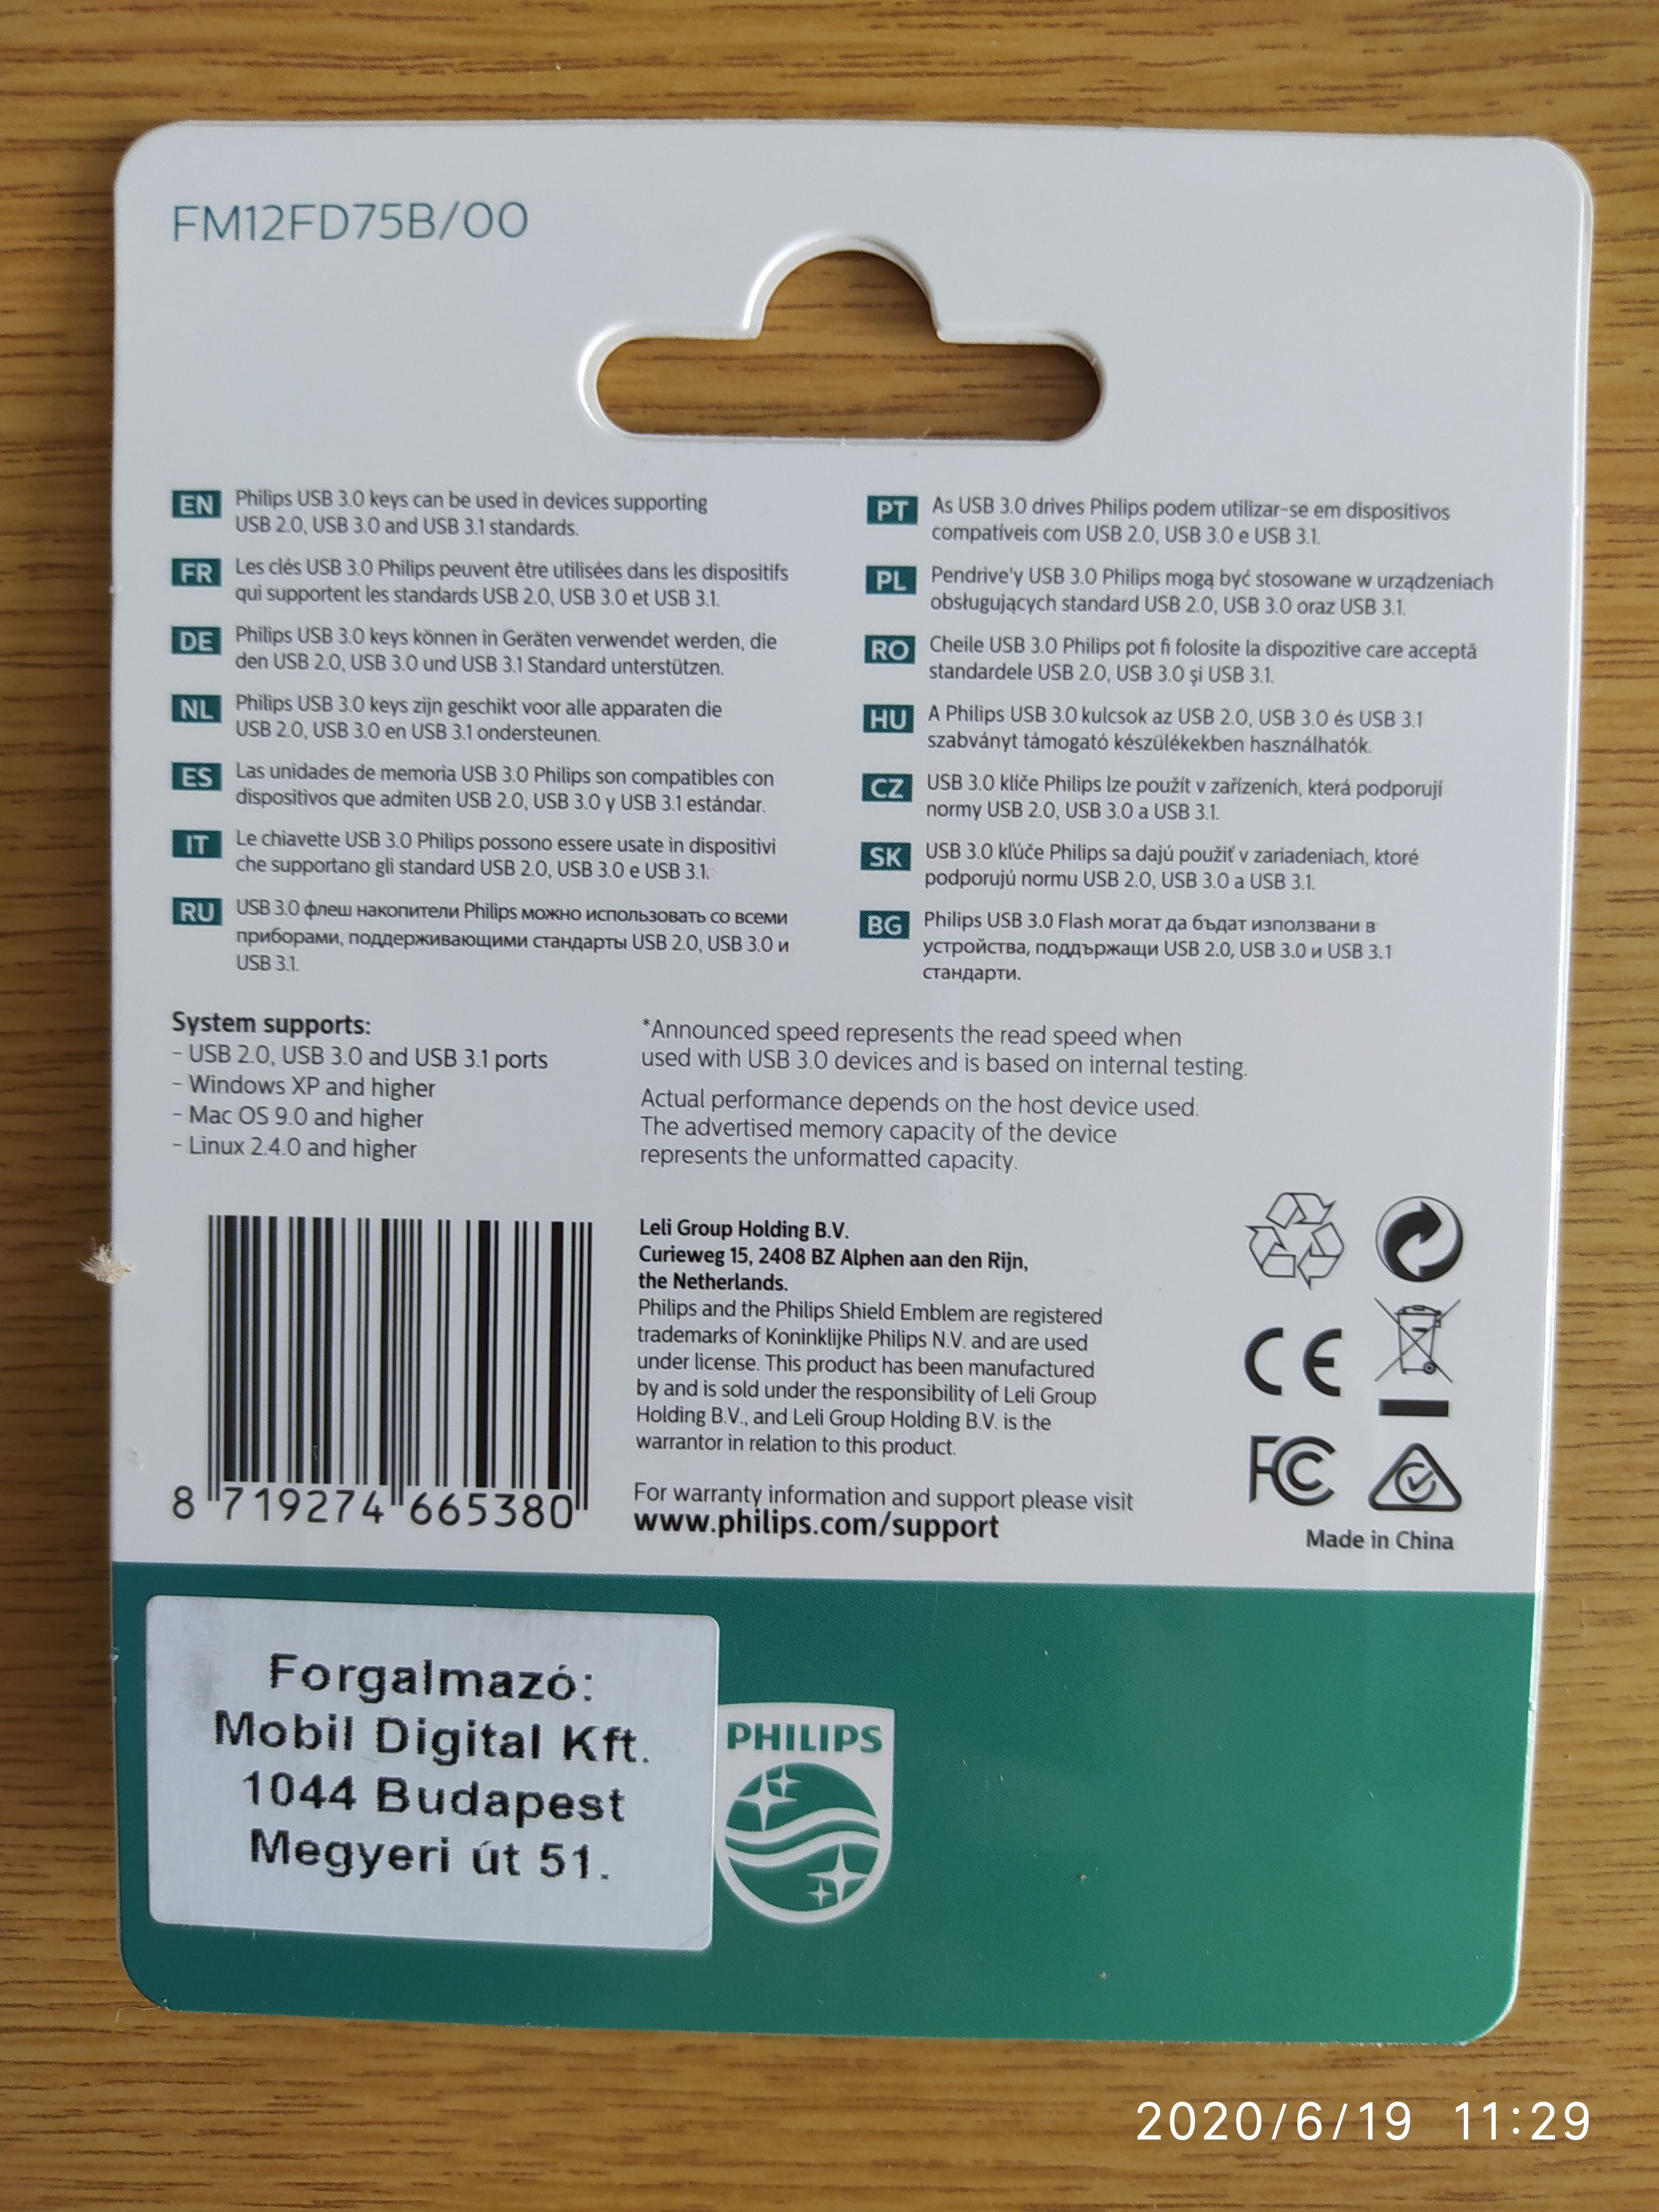 FM12FD75B/00
EN Philips USB 3.0 keys can be used in devices supporting
USB 2.0, USB 3.0 and USB 3.1 standards.
FR Les clés USB 3.0 Philips peuvent être utilisées dans les dispositifs
qui supportent les standards USB 2.0, USB 3.0 et USB 3.1.
DE Philips USB 3.0 keys können in Geräten verwendet werden, die
den USB 2.0, USB 3.0 und USB 3.1 Standard unterstützen.
NL Philips USB 3.0 keys zijn geschikt voor alle apparaten die
USB 2.0, USB 3.0 en USB 3.1 ondersteunen.
ES Las unidades de memoria USB 3.0 Philips son compatibles con
dispositivos que admiten USB 2.0, USB 3.0 y USB 3.1 estándar.
IT Le chiavette USB 3.0 Philips possono essere usate in dispositivi
che supportano gli standard USB 2.0, USB 3.0 e USB 3.1.
RU USB 3.0 флеш накопители Philips можно использовать со всеми
приборами, поддерживающими стандарты USB 2.0, USB 3.0 и
USB 3.1.
PT As USB 3.0 drives Philips podem utilizar-se em dispositivos
compatíveis com USB 2.0, USB 3.0 e USB 3.1.
PL Pendrive'y USB 3.0 Philips mogą być stosowane w urządzeniach
obsługujących standard USB 2.0, USB 3.0 oraz USB 3.1.
RO Cheile USB 3.0 Philips pot fi folosite la dispozitive care acceptă
standardele USB 2.0, USB 3.0 și USB 3.1.
HU A Philips USB 3.0 kulcsok az USB 2.0, USB 3.0 és USB 3.1
szabványt támogató készülékekben használhatók.
CZ USB 3.0 klíče Philips lze použít v zařízeních, která podporují
normy USB 2.0, USB 3.0 a USB 3.1.
SK USB 3.0 kľúče Philips sa dajú použiť v zariadeniach, ktoré
podporujú normu USB 2.0, USB 3.0 a USB 3.1.
BG Philips USB 3.0 Flash могат да бъдат използвани в
устройства, поддържащи USB 2.0, USB 3.0 и USB 3.1
стандарти.
System supports:
- USB 2.0, USB 3.0 and USB 3.1 ports
- Windows XP and higher
- Mac OS 9.0 and higher
- Linux 2.4.0 and higher
*Announced speed represents the read speed when
used with USB 3.0 devices and is based on internal testing.
Actual performance depends on the host device used.
The advertised memory capacity of the device
represents the unformatted capacity.
8 719274 665380
Leli Group Holding B.V.
Curieweg 15, 2408 BZ Alphen aan den Rijn,
the Netherlands.
Philips and the Philips Shield Emblem are registered
trademarks of Koninklijke Philips N.V. and are used
under license. This product has been manufactured
by and is sold under the responsibility of Leli Group
Holding B.V., and Leli Group Holding B.V. is the
warrantor in relation to this product.
For warranty information and support please visit
www.philips.com/support
CE
FC
Made in China
Forgalmazó:
Mobil Digital Kft.
1044 Budapest
Megyeri út 51.
PHILIPS
2020/6/19 11:29